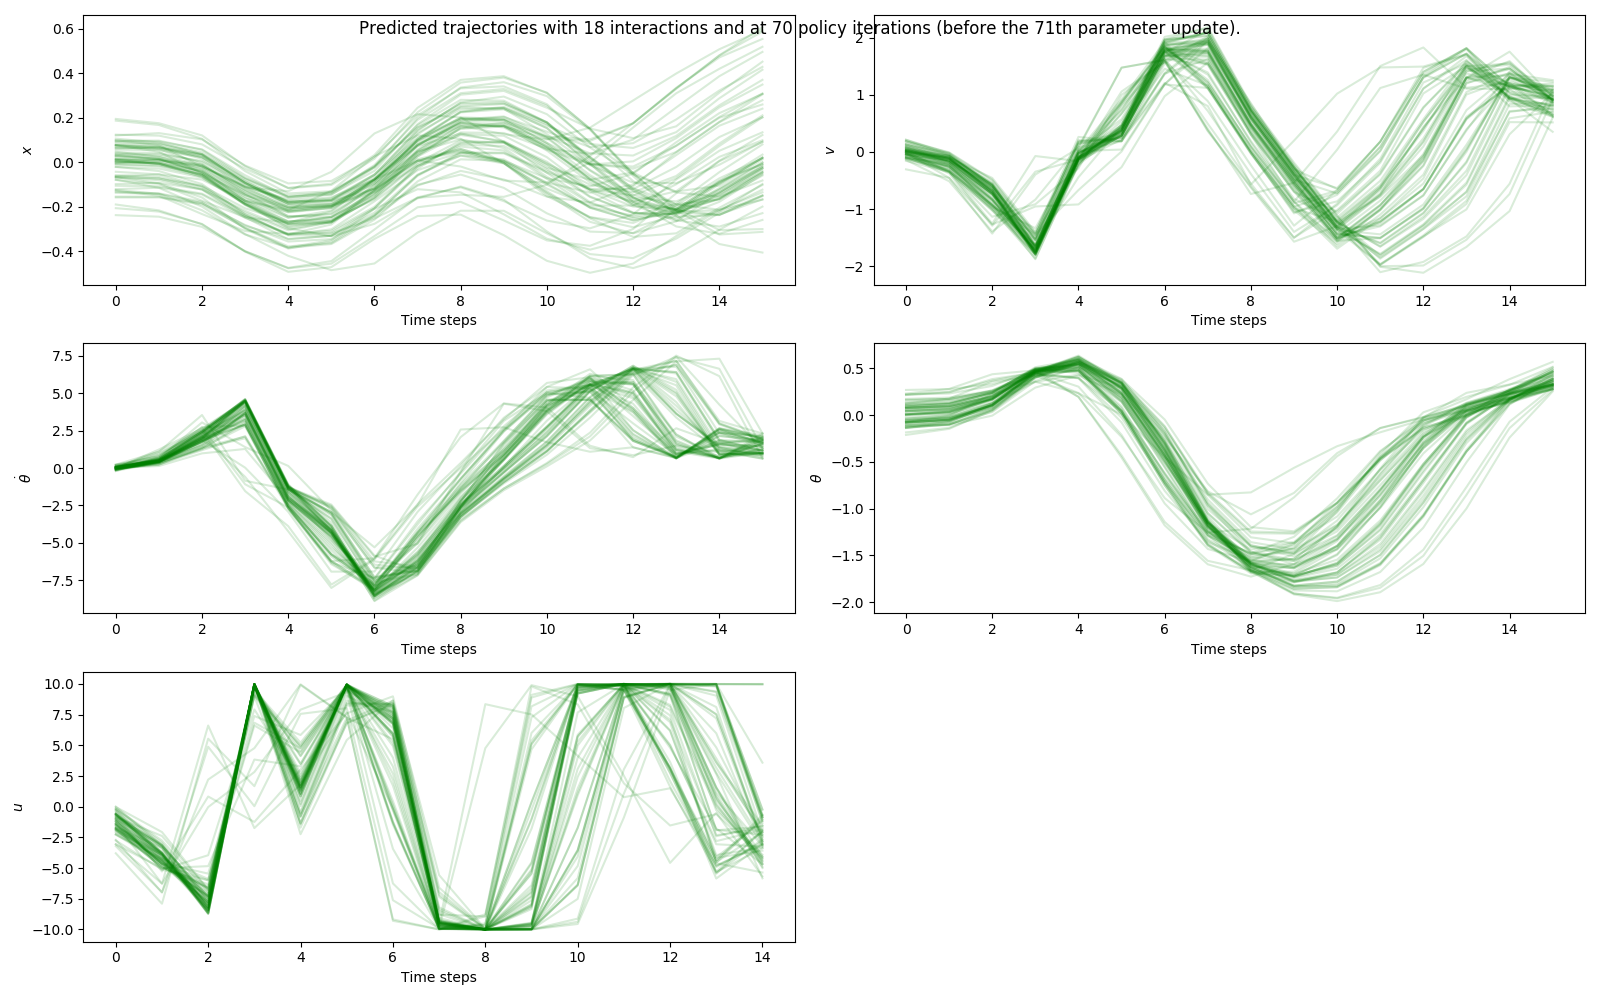 Predicted trajectories with 18 interactions and at 70 policy iterations (before the 71th parameter update).
0.6
0.4
0.2
0.0
−0.2
−0.4
x
0 2 4 6 8 10 12 14
Time steps
2
1
0
−1
−2
v
0 2 4 6 8 10 12 14
Time steps
7.5
5.0
2.5
0.0
−2.5
−5.0
−7.5
θ̇
0 2 4 6 8 10 12 14
Time steps
0.5
0.0
−0.5
−1.0
−1.5
−2.0
θ
0 2 4 6 8 10 12 14
Time steps
10.0
7.5
5.0
2.5
0.0
−2.5
−5.0
−7.5
−10.0
u
0 2 4 6 8 10 12 14
Time steps